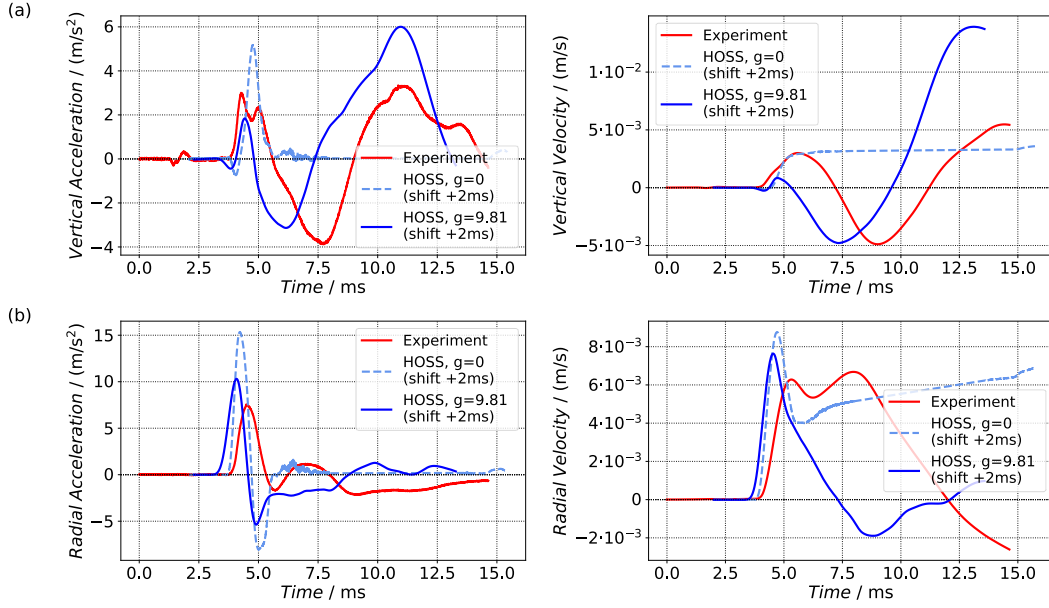 (a)
Vertical Acceleration / (m/s²)
6
4
2
0
−2
−4
0.0 2.5 5.0 7.5 10.0 12.5 15.0
Time / ms
Experiment
HOSS, g=0
(shift +2ms)
HOSS, g=9.81
(shift +2ms)
Vertical Velocity / (m/s)
1·10⁻²
5·10⁻³
0
−5·10⁻³
0.0 2.5 5.0 7.5 10.0 12.5 15.0
Time / ms
Experiment
HOSS, g=0
(shift +2ms)
HOSS, g=9.81
(shift +2ms)
(b)
Radial Acceleration / (m/s²)
15
10
5
0
−5
0.0 2.5 5.0 7.5 10.0 12.5 15.0
Time / ms
Experiment
HOSS, g=0
(shift +2ms)
HOSS, g=9.81
(shift +2ms)
Radial Velocity / (m/s)
8·10⁻³
6·10⁻³
4·10⁻³
2·10⁻³
0
−2·10⁻³
0.0 2.5 5.0 7.5 10.0 12.5 15.0
Time / ms
Experiment
HOSS, g=0
(shift +2ms)
HOSS, g=9.81
(shift +2ms)